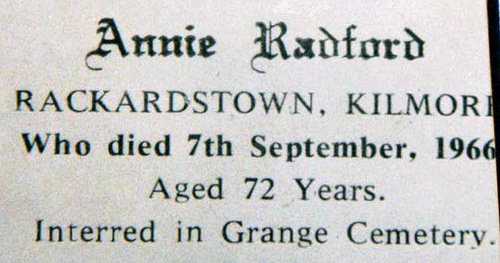 Annie Radford
RACKARDSTOWN, KILMORE
Who died 7th September, 1966
Aged 72 Years.
Interred in Grange Cemetery.